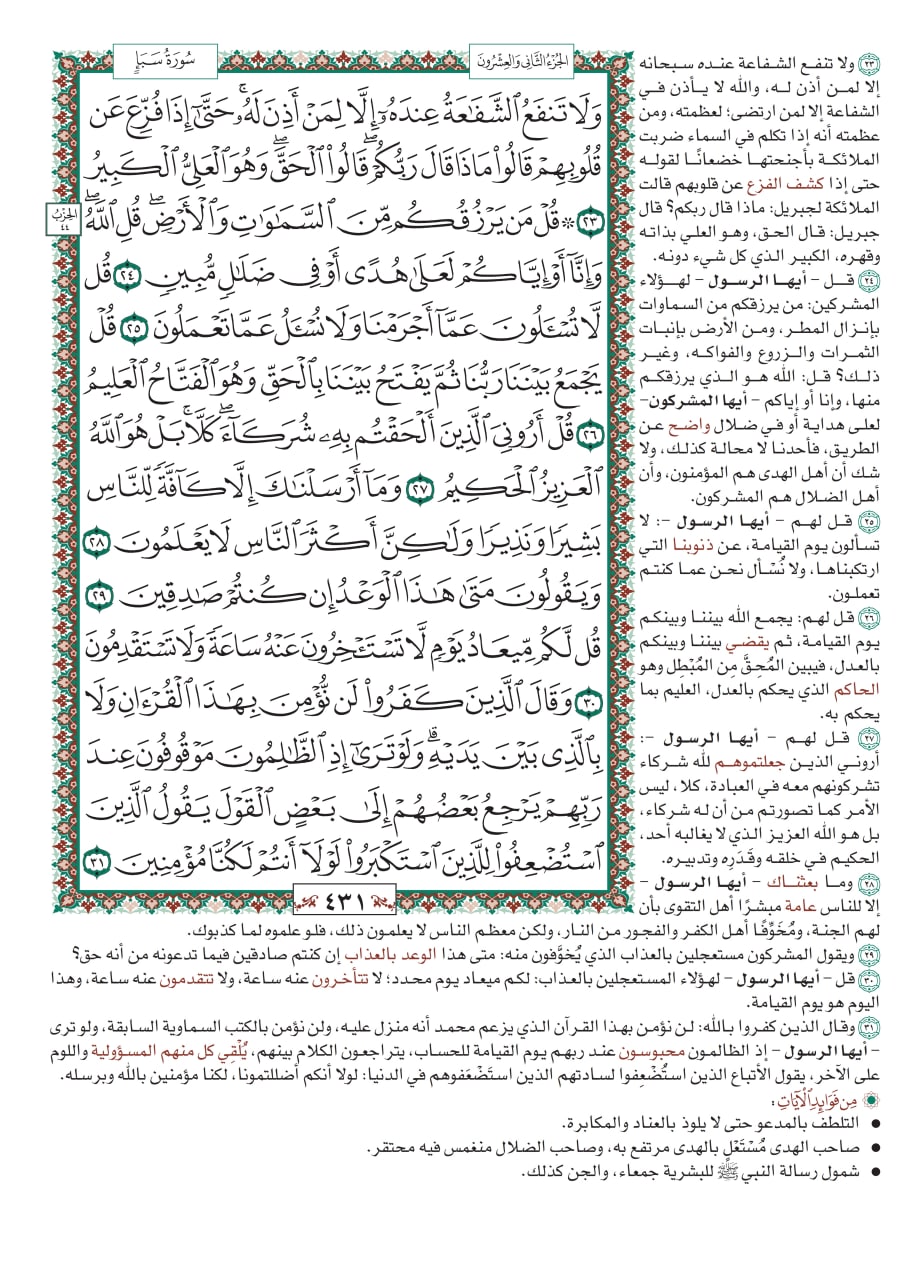 سُورَةُ سَبَإٍ
الجُزْءُ الثَّانِي وَالعِشْرُونَ
وَلَا تَنفَعُ ٱلشَّفَٰعَةُ عِندَهُۥٓ إِلَّا لِمَنْ أَذِنَ لَهُۥۚ حَتَّىٰٓ إِذَا فُزِّعَ عَن
قُلُوبِهِمْ قَالُوا۟ مَاذَا قَالَ رَبُّكُمْۖ قَالُوا۟ ٱلْحَقَّۖ وَهُوَ ٱلْعَلِىُّ ٱلْكَبِيرُ
٢٣ ۞ قُلْ مَن يَرْزُقُكُم مِّنَ ٱلسَّمَٰوَٰتِ وَٱلْأَرْضِۖ قُلِ ٱللَّهُۖ
وَإِنَّآ أَوْ إِيَّاكُمْ لَعَلَىٰ هُدًى أَوْ فِى ضَلَٰلٍ مُّبِينٍ ٢٤ قُل
لَّا تُسْـَٔلُونَ عَمَّآ أَجْرَمْنَا وَلَا نُسْـَٔلُ عَمَّا تَعْمَلُونَ ٢٥ قُلْ
يَجْمَعُ بَيْنَنَا رَبُّنَا ثُمَّ يَفْتَحُ بَيْنَنَا بِٱلْحَقِّ وَهُوَ ٱلْفَتَّاحُ ٱلْعَلِيمُ
٢٦ قُلْ أَرُونِىَ ٱلَّذِينَ أَلْحَقْتُم بِهِۦ شُرَكَآءَۖ كَلَّاۚ بَلْ هُوَ ٱللَّهُ
ٱلْعَزِيزُ ٱلْحَكِيمُ ٢٧ وَمَآ أَرْسَلْنَٰكَ إِلَّا كَآفَّةً لِّلنَّاسِ
بَشِيرًا وَنَذِيرًا وَلَٰكِنَّ أَكْثَرَ ٱلنَّاسِ لَا يَعْلَمُونَ ٢٨
وَيَقُولُونَ مَتَىٰ هَٰذَا ٱلْوَعْدُ إِن كُنتُمْ صَٰدِقِينَ ٢٩
قُل لَّكُم مِّيعَادُ يَوْمٍ لَّا تَسْتَـْٔخِرُونَ عَنْهُ سَاعَةً وَلَا تَسْتَقْدِمُونَ
٣٠ وَقَالَ ٱلَّذِينَ كَفَرُوا۟ لَن نُّؤْمِنَ بِهَٰذَا ٱلْقُرْءَانِ وَلَا
بِٱلَّذِى بَيْنَ يَدَيْهِۗ وَلَوْ تَرَىٰٓ إِذِ ٱلظَّٰلِمُونَ مَوْقُوفُونَ عِندَ
رَبِّهِمْ يَرْجِعُ بَعْضُهُمْ إِلَىٰ بَعْضٍ ٱلْقَوْلَ يَقُولُ ٱلَّذِينَ
ٱسْتُضْعِفُوا۟ لِلَّذِينَ ٱسْتَكْبَرُوا۟ لَوْلَآ أَنتُمْ لَكُنَّا مُؤْمِنِينَ ٣١
الحِزْبُ
٤٤
٤٣١
٢٣ ولا تنفع الشفاعة عنده سبحانه
إلا لمن أذن له، والله لا يأذن في
الشفاعة إلا لمن ارتضى؛ لعظمته، ومن
عظمته أنه إذا تكلم في السماء ضربت
الملائكة بأجنحتها خضعانًا لقوله
حتى إذا كشف الفزع عن قلوبهم قالت
الملائكة لجبريل: ماذا قال ربكم؟ قال
جبريل: قال الحق، وهو العلي بذاته
وقهره، الكبير الذي كل شيء دونه.
٢٤ قل - أيها الرسول - لهؤلاء
المشركين: من يرزقكم من السماوات
بإنزال المطر، ومن الأرض بإنبات
الثمرات والزروع والفواكه، وغير
ذلك؟ قل: الله هو الذي يرزقكم
منها، وإنا أو إياكم - أيها المشركون-
لعلى هداية أو في ضلال واضح عن
الطريق، فأحدنا لا محالة كذلك، ولا
شك أن أهل الهدى هم المؤمنون، وأن
أهل الضلال هم المشركون.
٢٥ قل لهم - أيها الرسول -: لا
تسألون يوم القيامة، عن ذنوبنا التي
ارتكبناها، ولا نُسْأل نحن عما كنتم
تعملون.
٢٦ قل لهم: يجمع الله بيننا وبينكم
يوم القيامة، ثم يقضي بيننا وبينكم
بالعدل، فيبين المُحِقَّ مِن المُبْطِل وهو
الحاكم الذي يحكم بالعدل، العليم بما
يحكم به.
٢٧ قل لهم - أيها الرسول -:
أروني الذين جعلتموهم لله شركاء
تشركونهم معه في العبادة، كلا، ليس
الأمر كما تصورتم من أن له شركاء،
بل هو الله العزيز الذي لا يغالبه أحد،
الحكيم في خلقه وقَدَرِه وتدبيره.
٢٨ وما بعثناك - أيها الرسول -
إلا للناس عامة مبشرًا أهل التقوى بأن
لهم الجنة، ومُخَوِّفًا أهل الكفر والفجور من النار، ولكن معظم الناس لا يعلمون ذلك، فلو علموه لما كذبوك.
٢٩ ويقول المشركون مستعجلين بالعذاب الذي يُخوَّفون منه: متى هذا الوعد بالعذاب إن كنتم صادقين فيما تدعونه من أنه حق؟
٣٠ قل - أيها الرسول - لهؤلاء المستعجلين بالعذاب: لكم ميعاد يوم محدد؛ لا تتأخرون عنه ساعة، ولا تتقدمون عنه ساعة، وهذا
اليوم هو يوم القيامة.
٣١ وقال الذين كفروا بالله: لن نؤمن بهذا القرآن الذي يزعم محمد أنه منزل عليه، ولن نؤمن بالكتب السماوية السابقة، ولو ترى
- أيها الرسول - إذ الظالمون محبوسون عند ربهم يوم القيامة للحساب، يتراجعون الكلام بينهم، يُلْقِي كل منهم المسؤولية واللوم
على الآخر، يقول الأتباع الذين استُضْعِفوا لسادتهم الذين استَضْعَفوهم في الدنيا: لولا أنكم أضللتمونا، لكنا مؤمنين بالله وبرسله.
مِن فَوَائِدِ الآيَاتِ:
• التلطف بالمدعو حتى لا يلوذ بالعناد والمكابرة.
• صاحب الهدى مُسْتَعْلٍ بالهدى مرتفع به، وصاحب الضلال منغمس فيه محتقر.
• شمول رسالة النبي ﷺ للبشرية جمعاء، والجن كذلك.